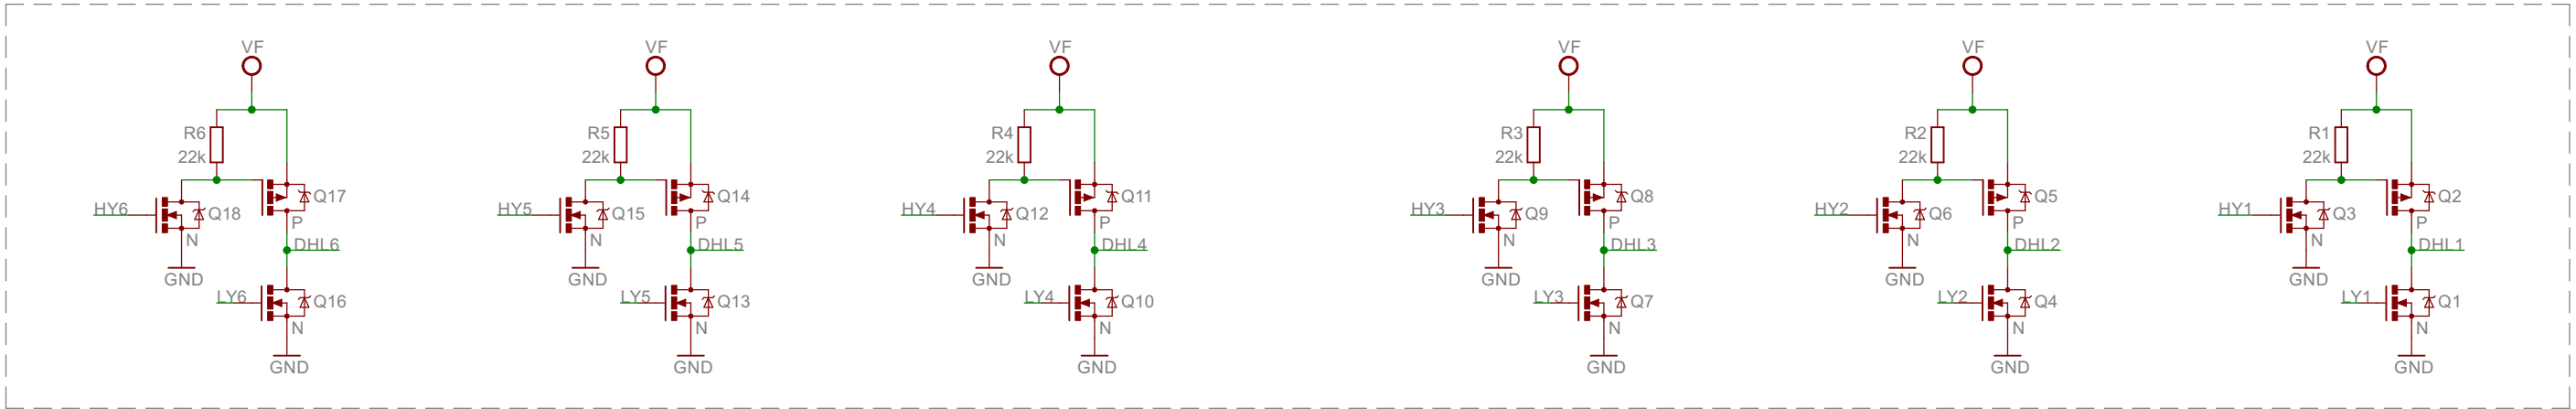 VF VF VF VF VF VF
R6 R5 R4 R3 R2 R1
22k 22k 22k 22k 22k 22k
Q17 Q14 Q11 Q8 Q5 Q2
HY6 Q18 HY5 Q15 HY4 Q12 HY3 Q9 HY2 Q6 HY1 Q3
P P P P P P
N N N N N N
DHL6 DHL5 DHL4 DHL3 DHL2 DHL1
GND GND GND GND GND GND
LY6 Q16 LY5 Q13 LY4 Q10 LY3 Q7 LY2 Q4 LY1 Q1
N N N N N N
GND GND GND GND GND GND